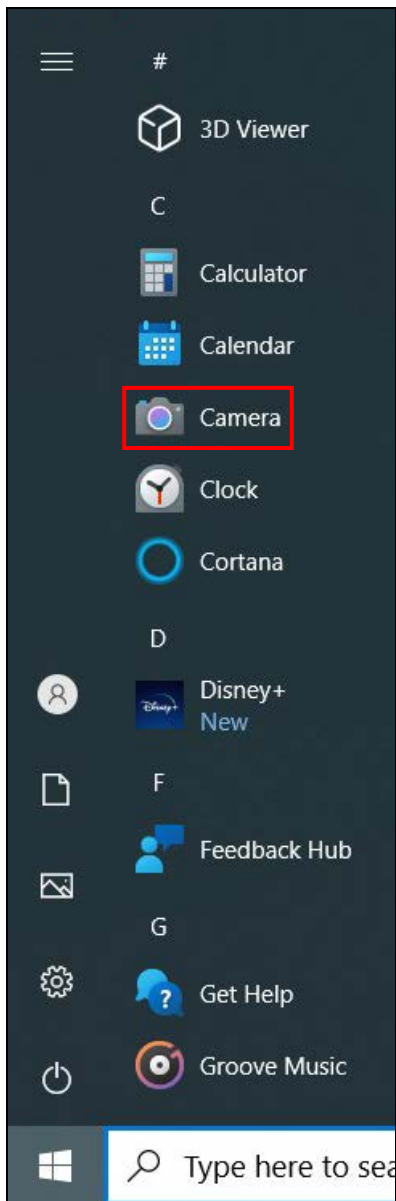 #
3D Viewer
C
Calculator
Calendar
Camera
Clock
Cortana
D
Disney+
Disney+
New
F
Feedback Hub
G
? Get Help
Groove Music
Type here to sea